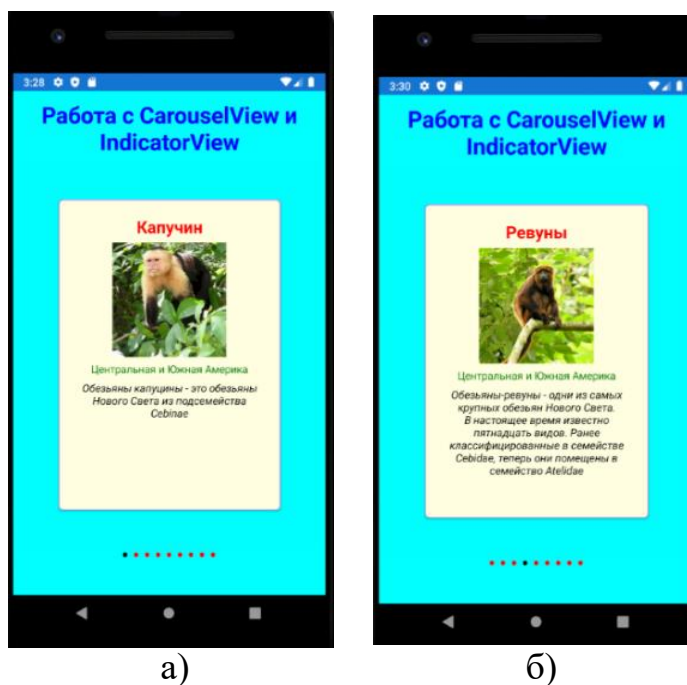 3:28
Работа с CarouselView и
IndicatorView
Капучин
Центральная и Южная Америка
Обезьяны капуцины - это обезьяны
Нового Света из подсемейства
Cebinae
а)
3:30
Работа с CarouselView и
IndicatorView
Ревуны
Центральная и Южная Америка
Обезьяны-ревуны - одни из самых
крупных обезьян Нового Света.
В настоящее время известно
пятнадцать видов. Ранее
классифицированные в семействе
Cebidae, теперь они помещены в
семейство Atelidae
б)